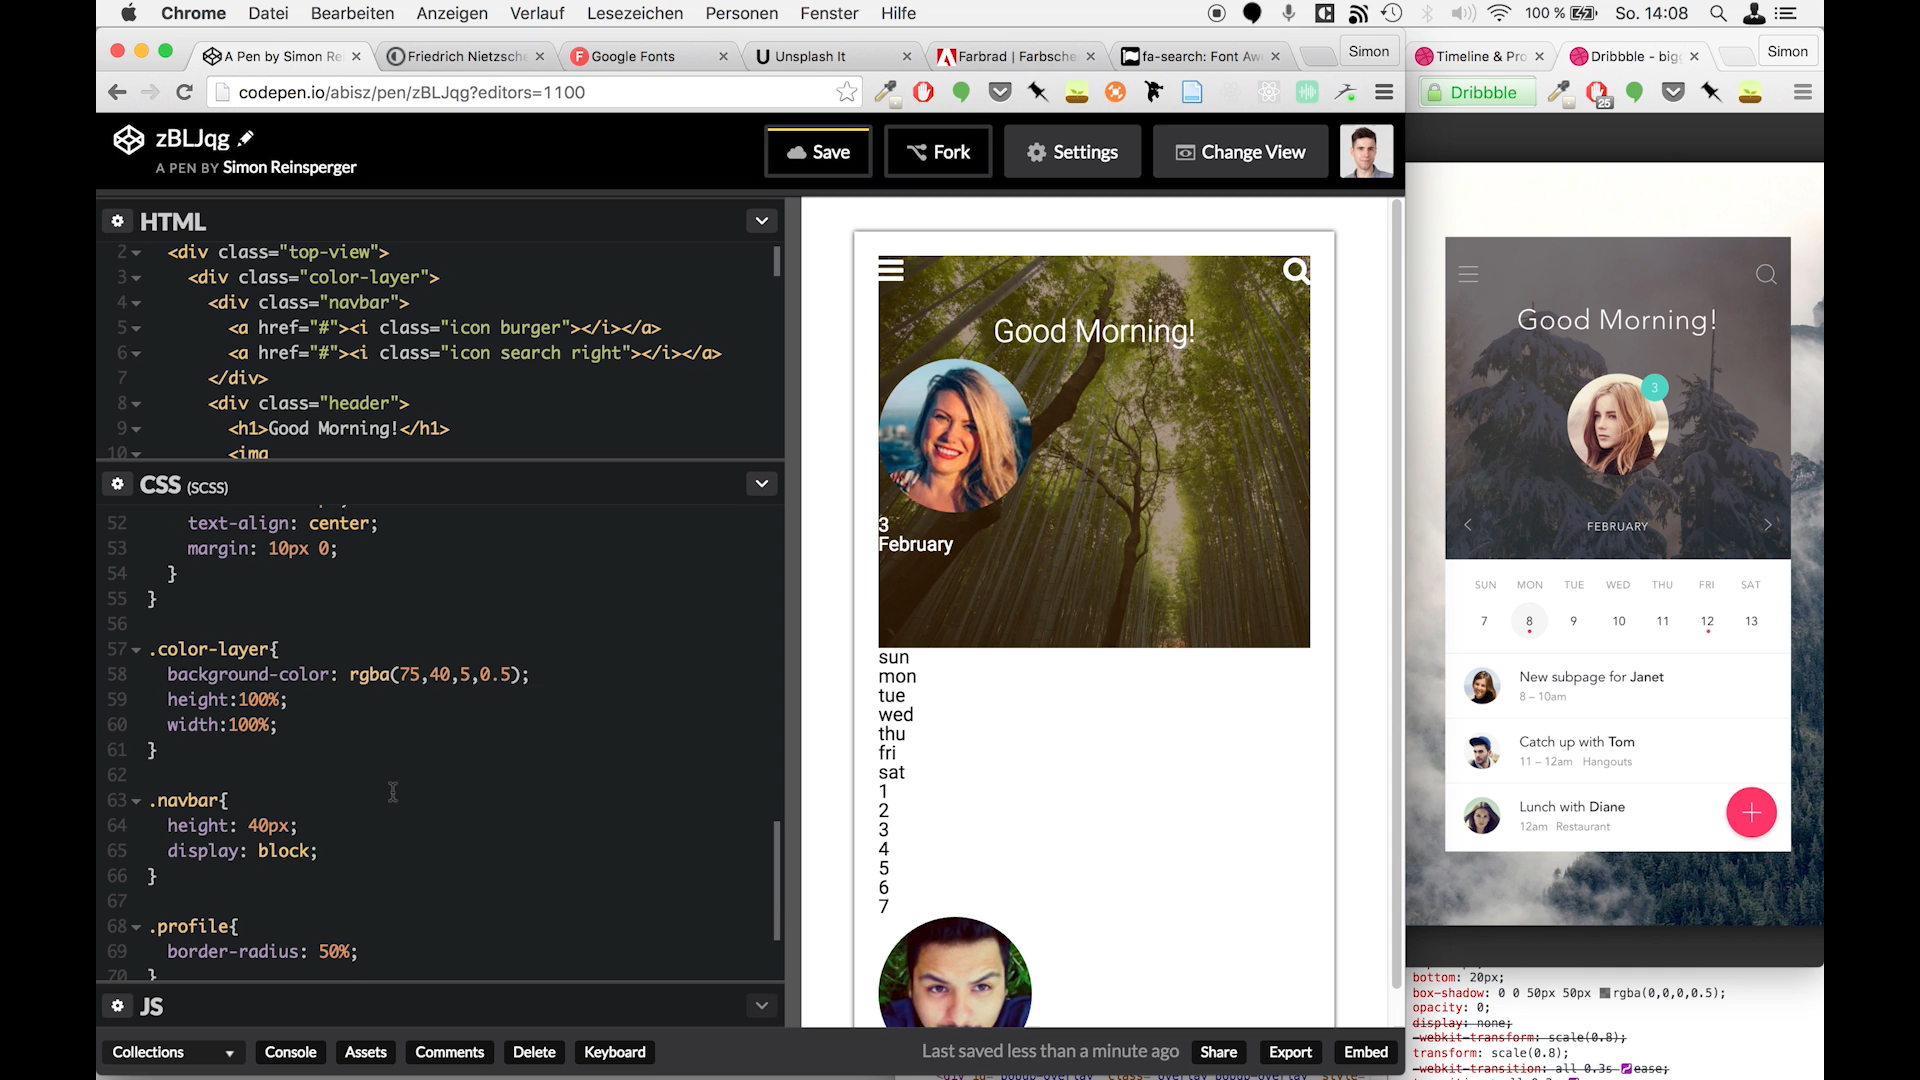 Chrome Datei Bearbeiten Anzeigen Verlauf Lesezeichen Personen Fenster Hilfe 100 % So. 14:08
A Pen by Simon Re Friedrich Nietzsche Google Fonts Unsplash It Farbrad | Farbsche fa-search: Font Aw Simon
Timeline & Pro Dribbble - big Simon
codepen.io/abisz/pen/zBLJqg?editors=1100
Dribbble
25
zBLJqg
A PEN BY Simon Reinsperger
Save Fork Settings Change View
HTML
2 <div class="top-view">
3 <div class="color-layer">
4 <div class="navbar">
5 <a href="#"><i class="icon burger"></i></a>
6 <a href="#"><i class="icon search right"></i></a>
7 </div>
8 <div class="header">
9 <h1>Good Morning!</h1>
10 <img
CSS (SCSS)
52 text-align: center;
53 margin: 10px 0;
54 }
55 }
56
57 .color-layer{
58 background-color: rgba(75,40,5,0.5);
59 height:100%;
60 width:100%;
61 }
62
63 .navbar{
64 height: 40px;
65 display: block;
66 }
67
68 .profile{
69 border-radius: 50%;
70 }
JS
Collections Console Assets Comments Delete Keyboard Last saved less than a minute ago Share Export Embed
Good Morning!
3
February
sun
mon
tue
wed
thu
fri
sat
1
2
3
4
5
6
7
Good Morning!
3
FEBRUARY
SUN MON TUE WED THU FRI SAT
7 8 9 10 11 12 13
New subpage for Janet
8 – 10am
Catch up with Tom
11 – 12am Hangouts
Lunch with Diane
12am Restaurant
bottom: 20px;
box-shadow: 0 0 50px 50px rgba(0,0,0,0.5);
opacity: 0;
display: none;
-webkit-transform: scale(0.8);
transform: scale(0.8);
-webkit-transition: all 0.3s ease;